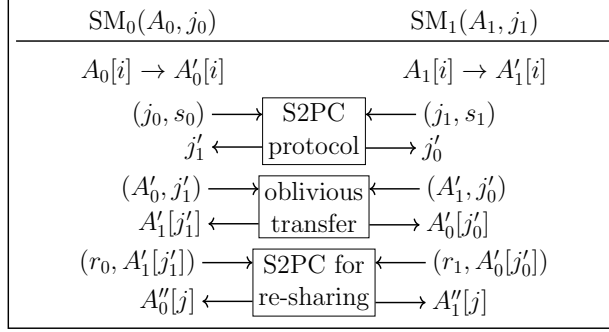 SM₀(A₀, j₀) SM₁(A₁, j₁)
A₀[i] → A′₀[i] A₁[i] → A′₁[i]
(j₀, s₀) S2PC (j₁, s₁)
j′₁ protocol j′₀
(A′₀, j′₁) oblivious (A′₁, j′₀)
A′₁[j′₁] transfer A′₀[j′₀]
(r₀, A′₁[j′₁]) S2PC for (r₁, A′₀[j′₀])
A″₀[j] re-sharing A″₁[j]